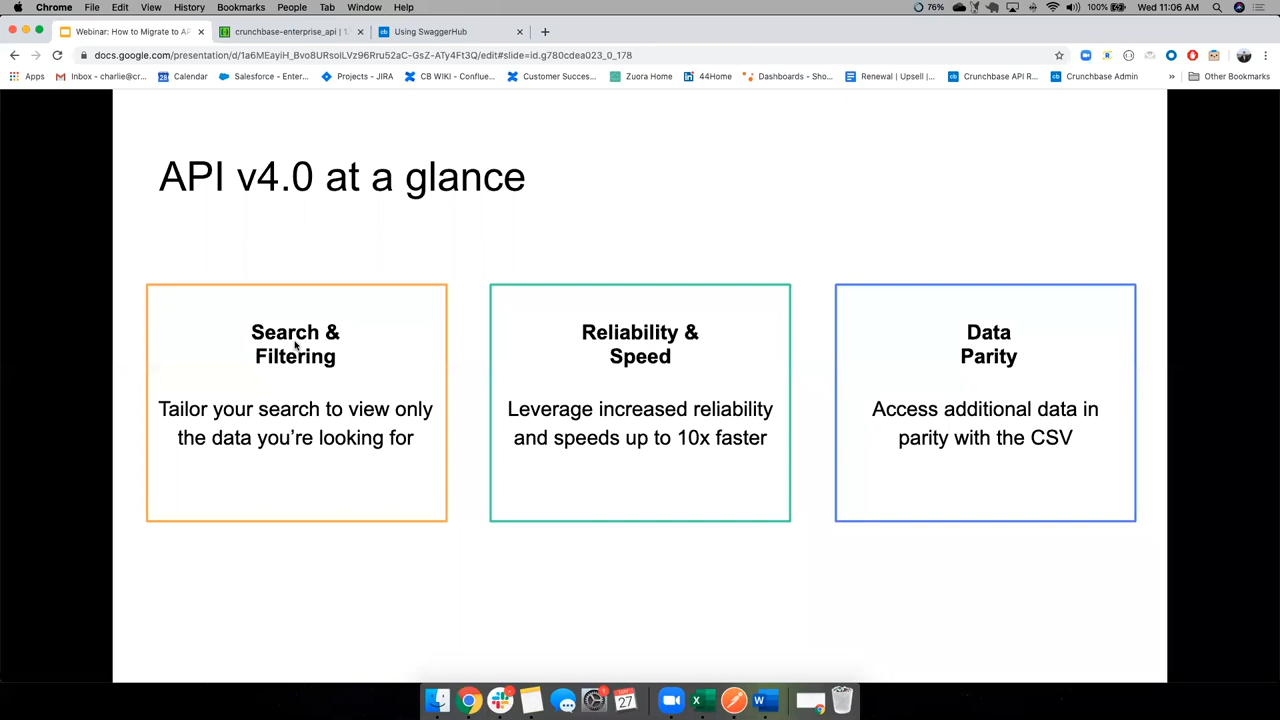 Chrome File Edit View History Bookmarks People Tab Window Help 76% 100% Wed 11:06 AM
Webinar: How to Migrate to AP crunchbase-enterprise_api | 1. Using SwaggerHub
docs.google.com/presentation/d/1a6MEayiH_Bvo8URsoiLVz96Rru52aC-GsZ-ATy4Ft3Q/edit#slide=id.g780cdea023_0_178
Apps Inbox - charlie@cr... Calendar Salesforce - Enter... Projects - JIRA CB WIKI - Conflue... Customer Succes... Zuora Home 44Home Dashboards - Sho... Renewal | Upsell |... Crunchbase API R... Crunchbase Admin » Other Bookmarks
API v4.0 at a glance
Search &
Filtering
Tailor your search to view only
the data you're looking for
Reliability &
Speed
Leverage increased reliability
and speeds up to 10x faster
Data
Parity
Access additional data in
parity with the CSV
27